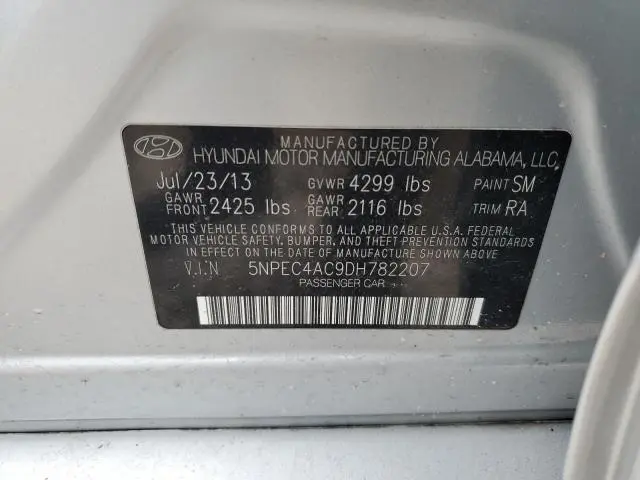 MANUFACTURED BY
HYUNDAI MOTOR MANUFACTURING ALABAMA, LLC.
Jul/23/13 GVWR 4299 lbs PAINT SM
GAWR FRONT 2425 lbs GAWR REAR 2116 lbs TRIM RA
THIS VEHICLE CONFORMS TO ALL APPLICABLE U.S.A. FEDERAL
MOTOR VEHICLE SAFETY, BUMPER, AND THEFT PREVENTION STANDARDS
IN EFFECT ON THE DATE OF MANUFACTURE SHOWN ABOVE.
V.I.N 5NPEC4AC9DH782207
PASSENGER CAR